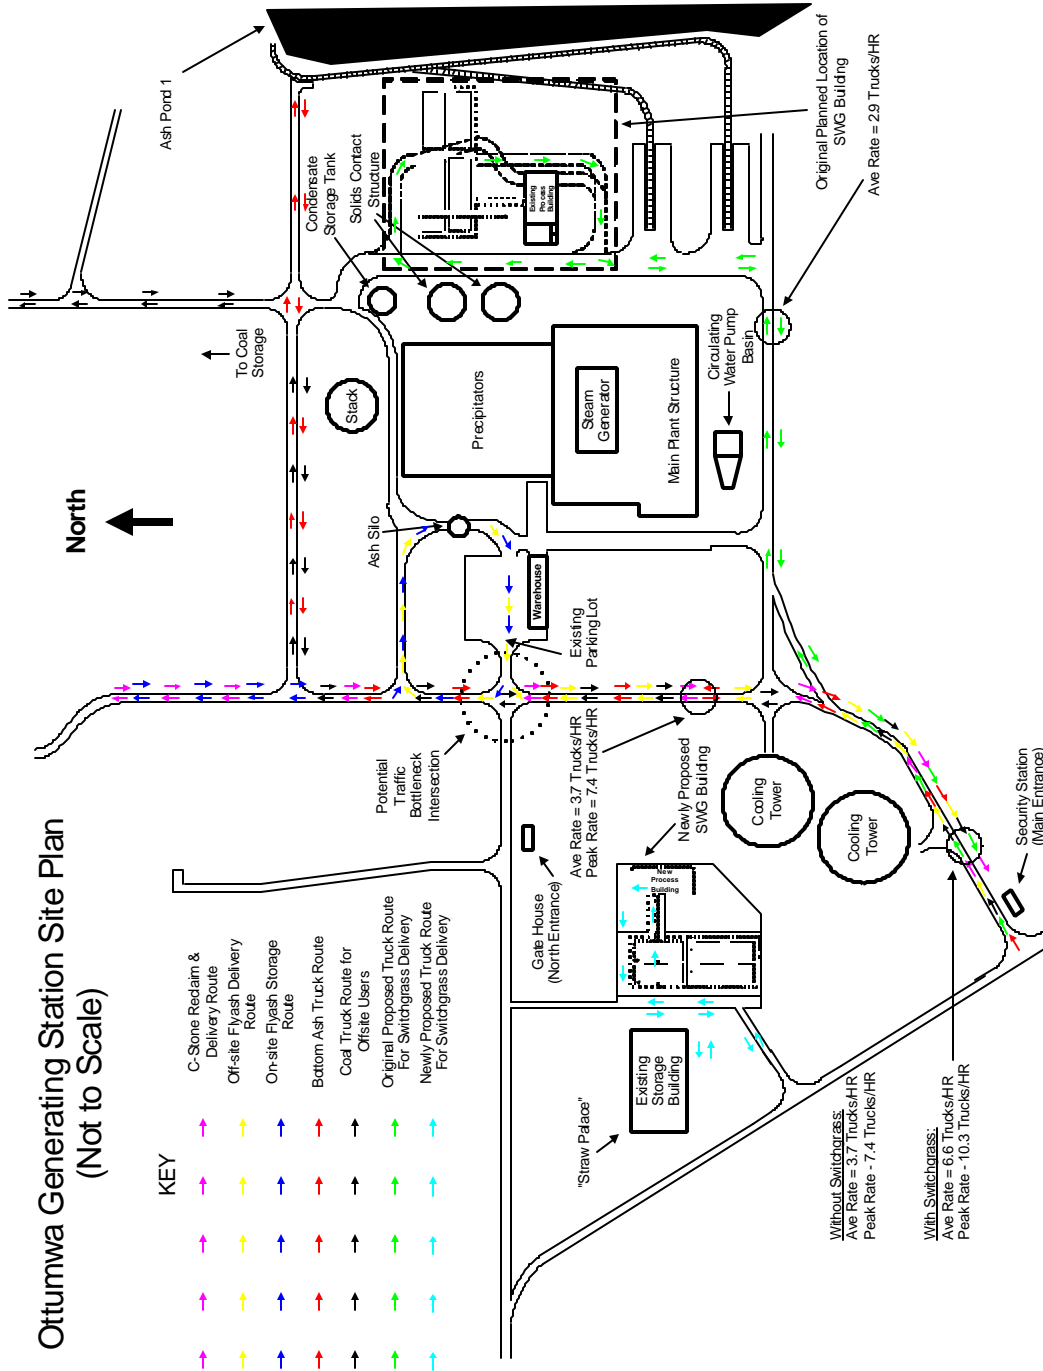 Ottumwa Generating Station Site Plan
(Not to Scale)
KEY
C-Stone Reclaim &
Delivery Route
Off-site Flyash Delivery
Route
On-site Flyash Storage
Route
Bottom Ash Truck Route
Coal Truck Route for
Offsite Users
Original Proposed Truck Route
For Switchgrass Delivery
Newly Proposed Truck Route
For Switchgrass Delivery
North
To Coal
Storage
Ash Pond 1
Condensate
Storage Tank
Solids Contact
Structure
Stack
Ash Silo
Precipitators
Steam
Generator
Main Plant Structure
Existing
Process
Building
Original Planned Location of
SWG Building
Ave Rate = 2.9 Trucks/HR
Circulating
Water Pump
Basin
Warehouse
Existing
Parking Lot
Potential
Traffic
Bottleneck
Intersection
Ave Rate = 3.7 Trucks/HR
Peak Rate = 7.4 Trucks/HR
Gate House
(North Entrance)
Newly Proposed
SWG Building
New
Process
Building
Cooling
Tower
Cooling
Tower
Security Station
(Main Entrance)
"Straw Palace"
Existing
Storage
Building
Without Switchgrass:
Ave Rate = 3.7 Trucks/HR
Peak Rate - 7.4 Trucks/HR
With Switchgrass:
Ave Rate = 6.6 Trucks/HR
Peak Rate - 10.3 Trucks/HR